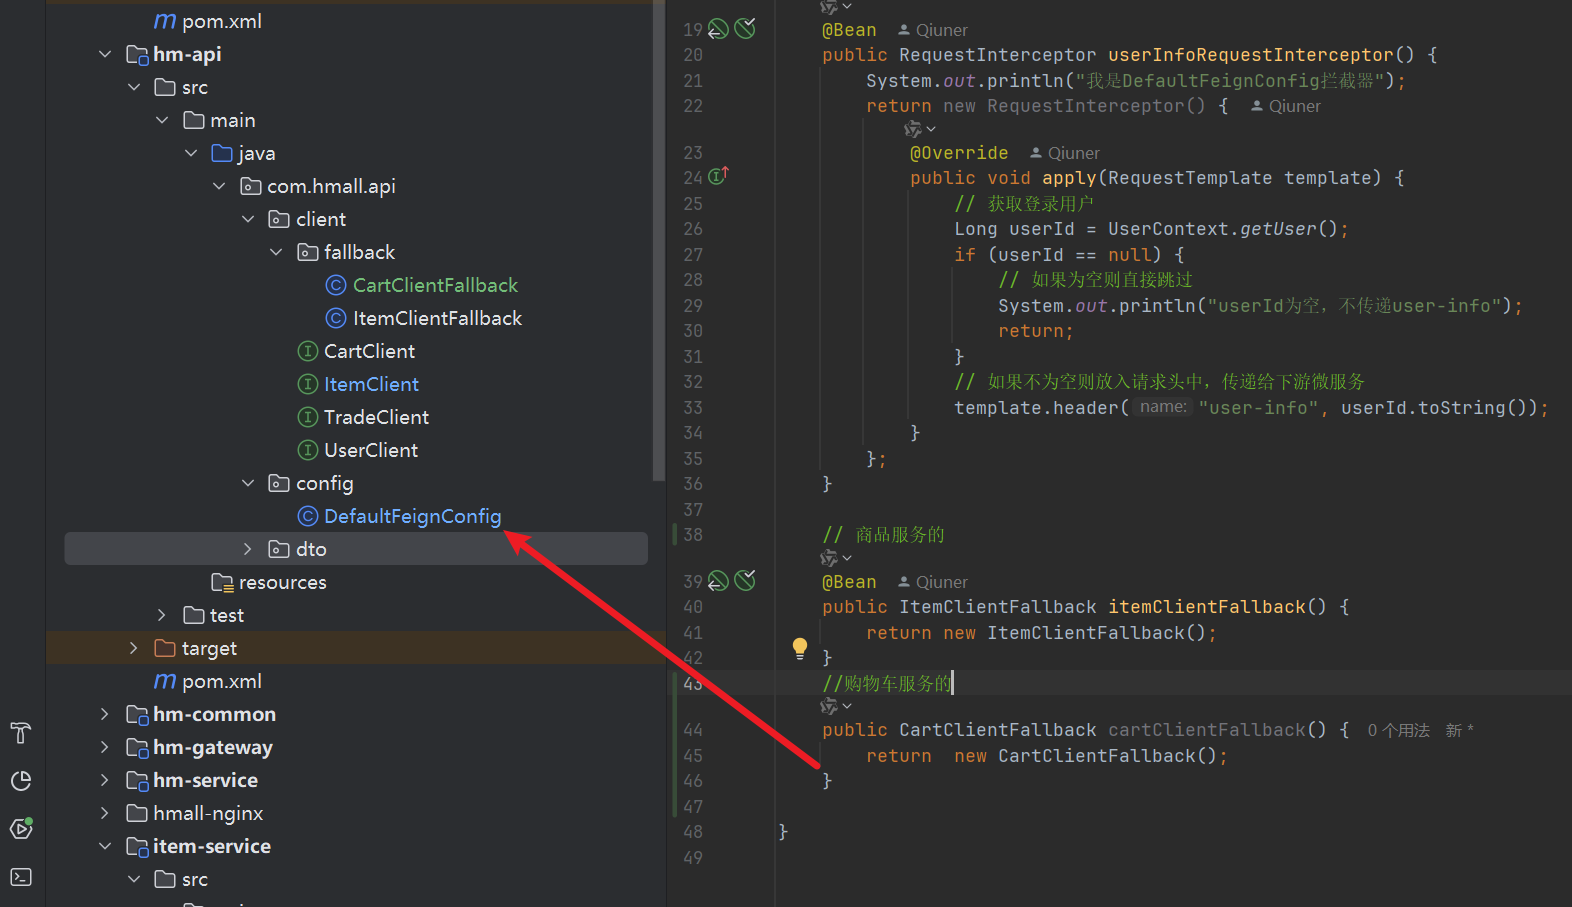 pom.xml
hm-api
src
main
java
com.hmall.api
client
fallback
CartClientFallback
ItemClientFallback
CartClient
ItemClient
TradeClient
UserClient
config
DefaultFeignConfig
dto
resources
test
target
pom.xml
hm-common
hm-gateway
hm-service
hmall-nginx
item-service
src
19 @Bean Qiuner
20 public RequestInterceptor userInfoRequestInterceptor() {
21 System.out.println("我是DefaultFeignConfig拦截器");
22 return new RequestInterceptor() { Qiuner
23 @Override Qiuner
24 public void apply(RequestTemplate template) {
25 // 获取登录用户
26 Long userId = UserContext.getUser();
27 if (userId == null) {
28 // 如果为空则直接跳过
29 System.out.println("userId为空，不传递user-info");
30 return;
31 }
32 // 如果不为空则放入请求头中，传递给下游微服务
33 template.header( name: "user-info", userId.toString());
34 }
35 };
36 }
37
38 // 商品服务的
39 @Bean Qiuner
40 public ItemClientFallback itemClientFallback() {
41 return new ItemClientFallback();
42 }
43 //购物车服务的
44 public CartClientFallback cartClientFallback() { 0 个用法 新 *
45 return  new CartClientFallback();
46 }
47
48 }
49